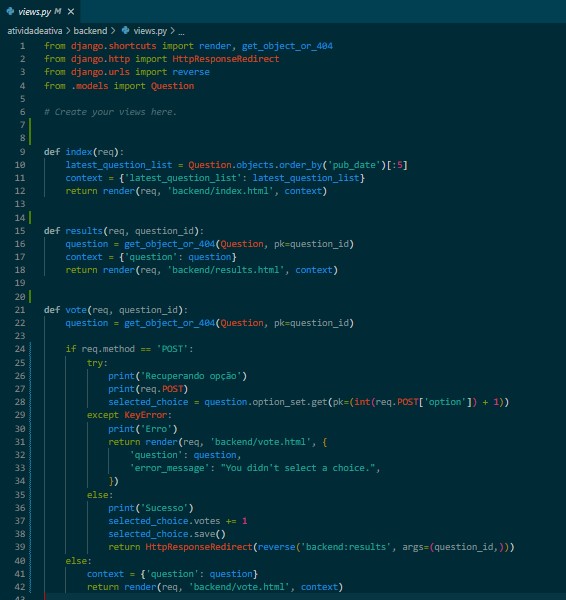 views.py M ×
atividadeativa > backend > views.py > ...
1 from django.shortcuts import render, get_object_or_404
2 from django.http import HttpResponseRedirect
3 from django.urls import reverse
4 from .models import Question
5
6 # Create your views here.
7
8
9 def index(req):
10     latest_question_list = Question.objects.order_by('pub_date')[:5]
11     context = {'latest_question_list': latest_question_list}
12     return render(req, 'backend/index.html', context)
13
14
15 def results(req, question_id):
16     question = get_object_or_404(Question, pk=question_id)
17     context = {'question': question}
18     return render(req, 'backend/results.html', context)
19
20
21 def vote(req, question_id):
22     question = get_object_or_404(Question, pk=question_id)
23
24     if req.method == 'POST':
25         try:
26             print('Recuperando opção')
27             print(req.POST)
28             selected_choice = question.option_set.get(pk=(int(req.POST['option']) + 1))
29         except KeyError:
30             print('Erro')
31             return render(req, 'backend/vote.html', {
32                 'question': question,
33                 'error_message': "You didn't select a choice.",
34             })
35         else:
36             print('Sucesso')
37             selected_choice.votes += 1
38             selected_choice.save()
39             return HttpResponseRedirect(reverse('backend:results', args=(question_id,)))
40     else:
41         context = {'question': question}
42         return render(req, 'backend/vote.html', context)
43